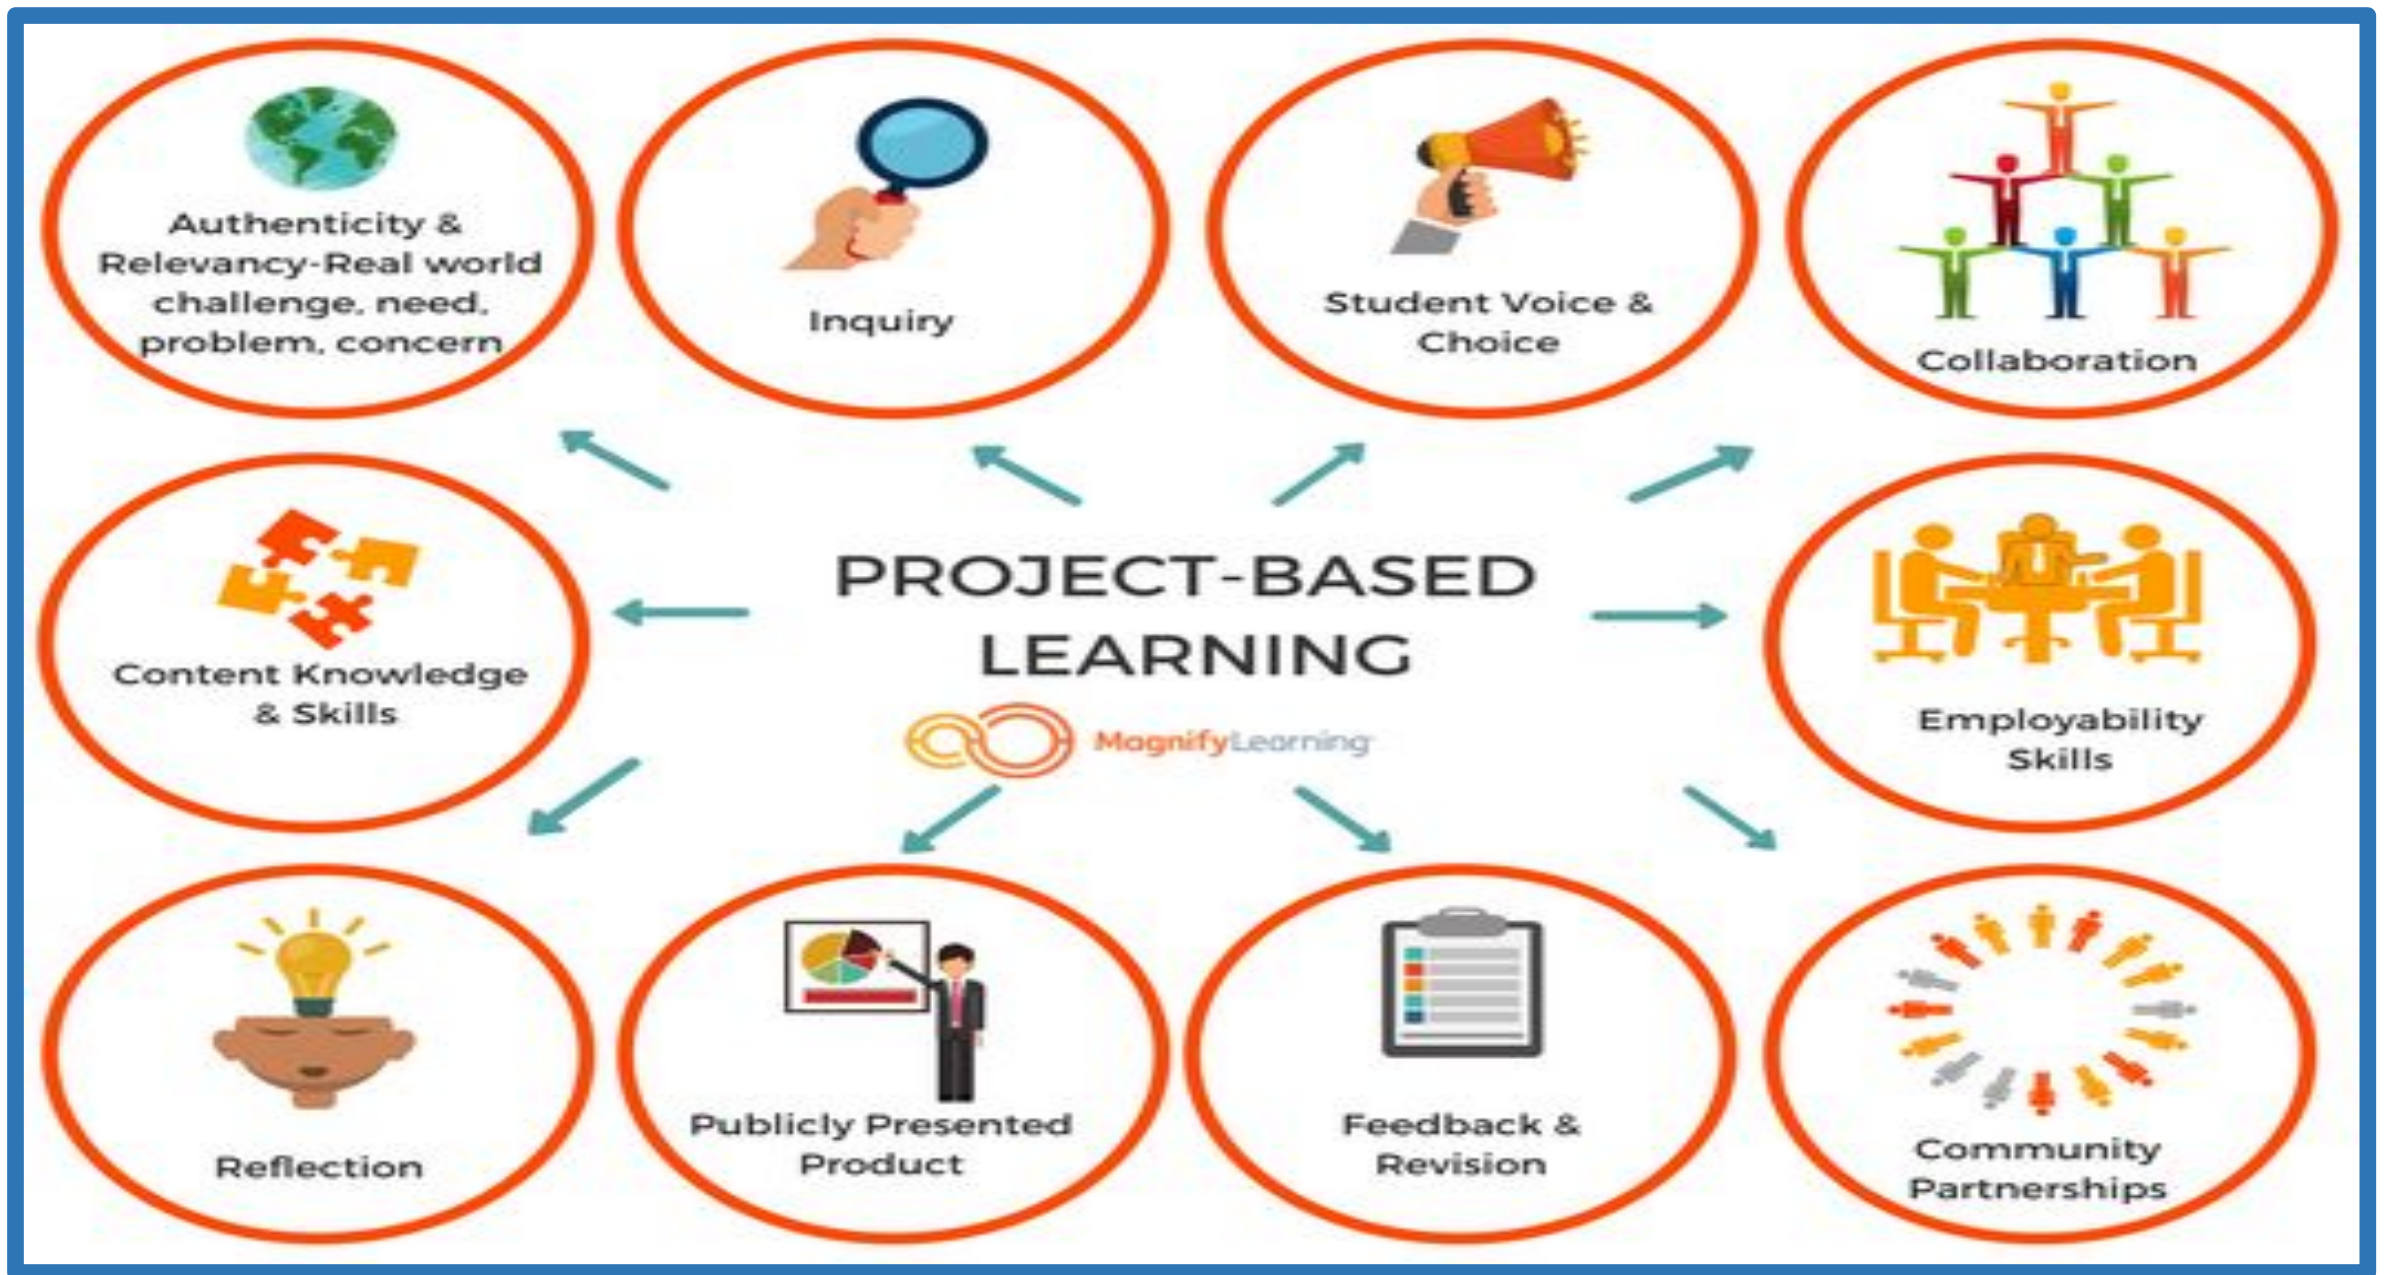 Authenticity &
Relevancy-Real world
challenge, need,
problem, concern
Inquiry
Student Voice &
Choice
Collaboration
Content Knowledge
& Skills
PROJECT-BASED
LEARNING
MagnifyLearning
Employability
Skills
Reflection
Publicly Presented
Product
Feedback &
Revision
Community
Partnerships